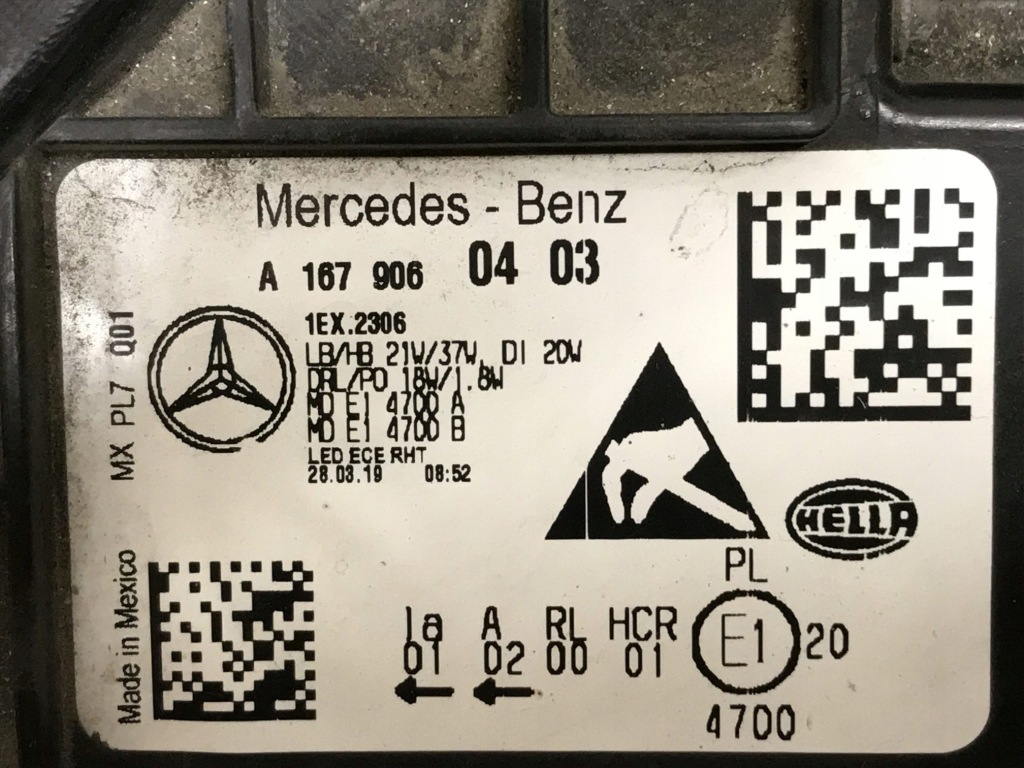 Mercedes - Benz
A 167 906 04 03
1EX.2306
LB/HB 21W/37W, DI 20W
DRL/PO 18W/1.8W
MD E1 4700 A
MD E1 4700 B
LED ECE RHT
28.03.19 08:52
MX PL7 Q01
HELLA
Made in Mexico
PL
1a A RL HCR E1 20
01 02 00 01
4700